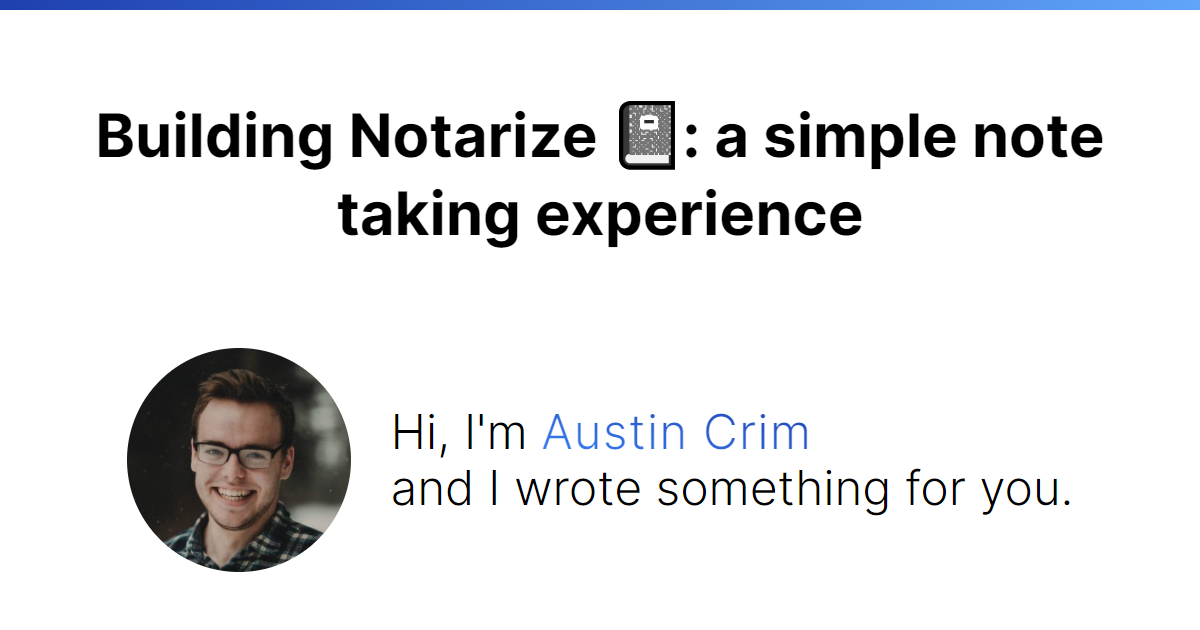 Building Notarize 📓: a simple note
taking experience
Hi, I'm Austin Crim
and I wrote something for you.